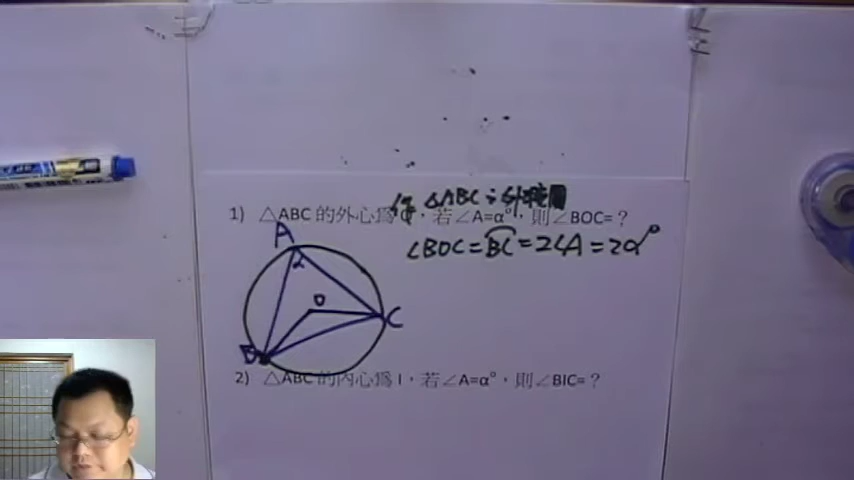 作 △ABC之外接圓
1) △ABC 的外心為 O，若∠A=α°，則∠BOC=？
∠BOC=BC=2∠A=2α°
A
α
O
C
B
2) △ABC 的內心為 I，若∠A=α°，則∠BIC=？